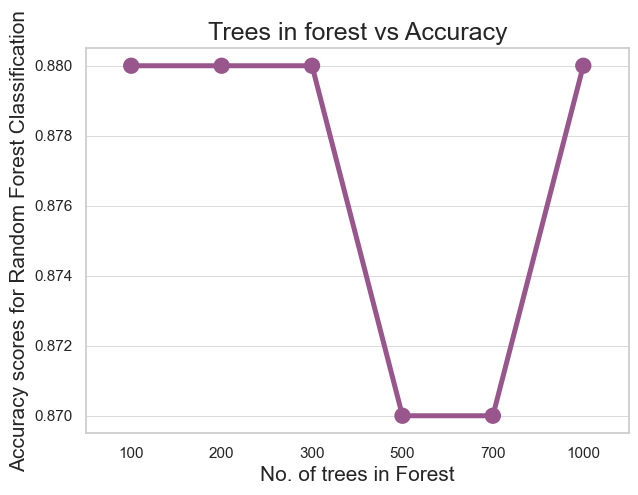 Trees in forest vs Accuracy
Accuracy scores for Random Forest Classification
0.880
0.878
0.876
0.874
0.872
0.870
100 200 300 500 700 1000
No. of trees in Forest